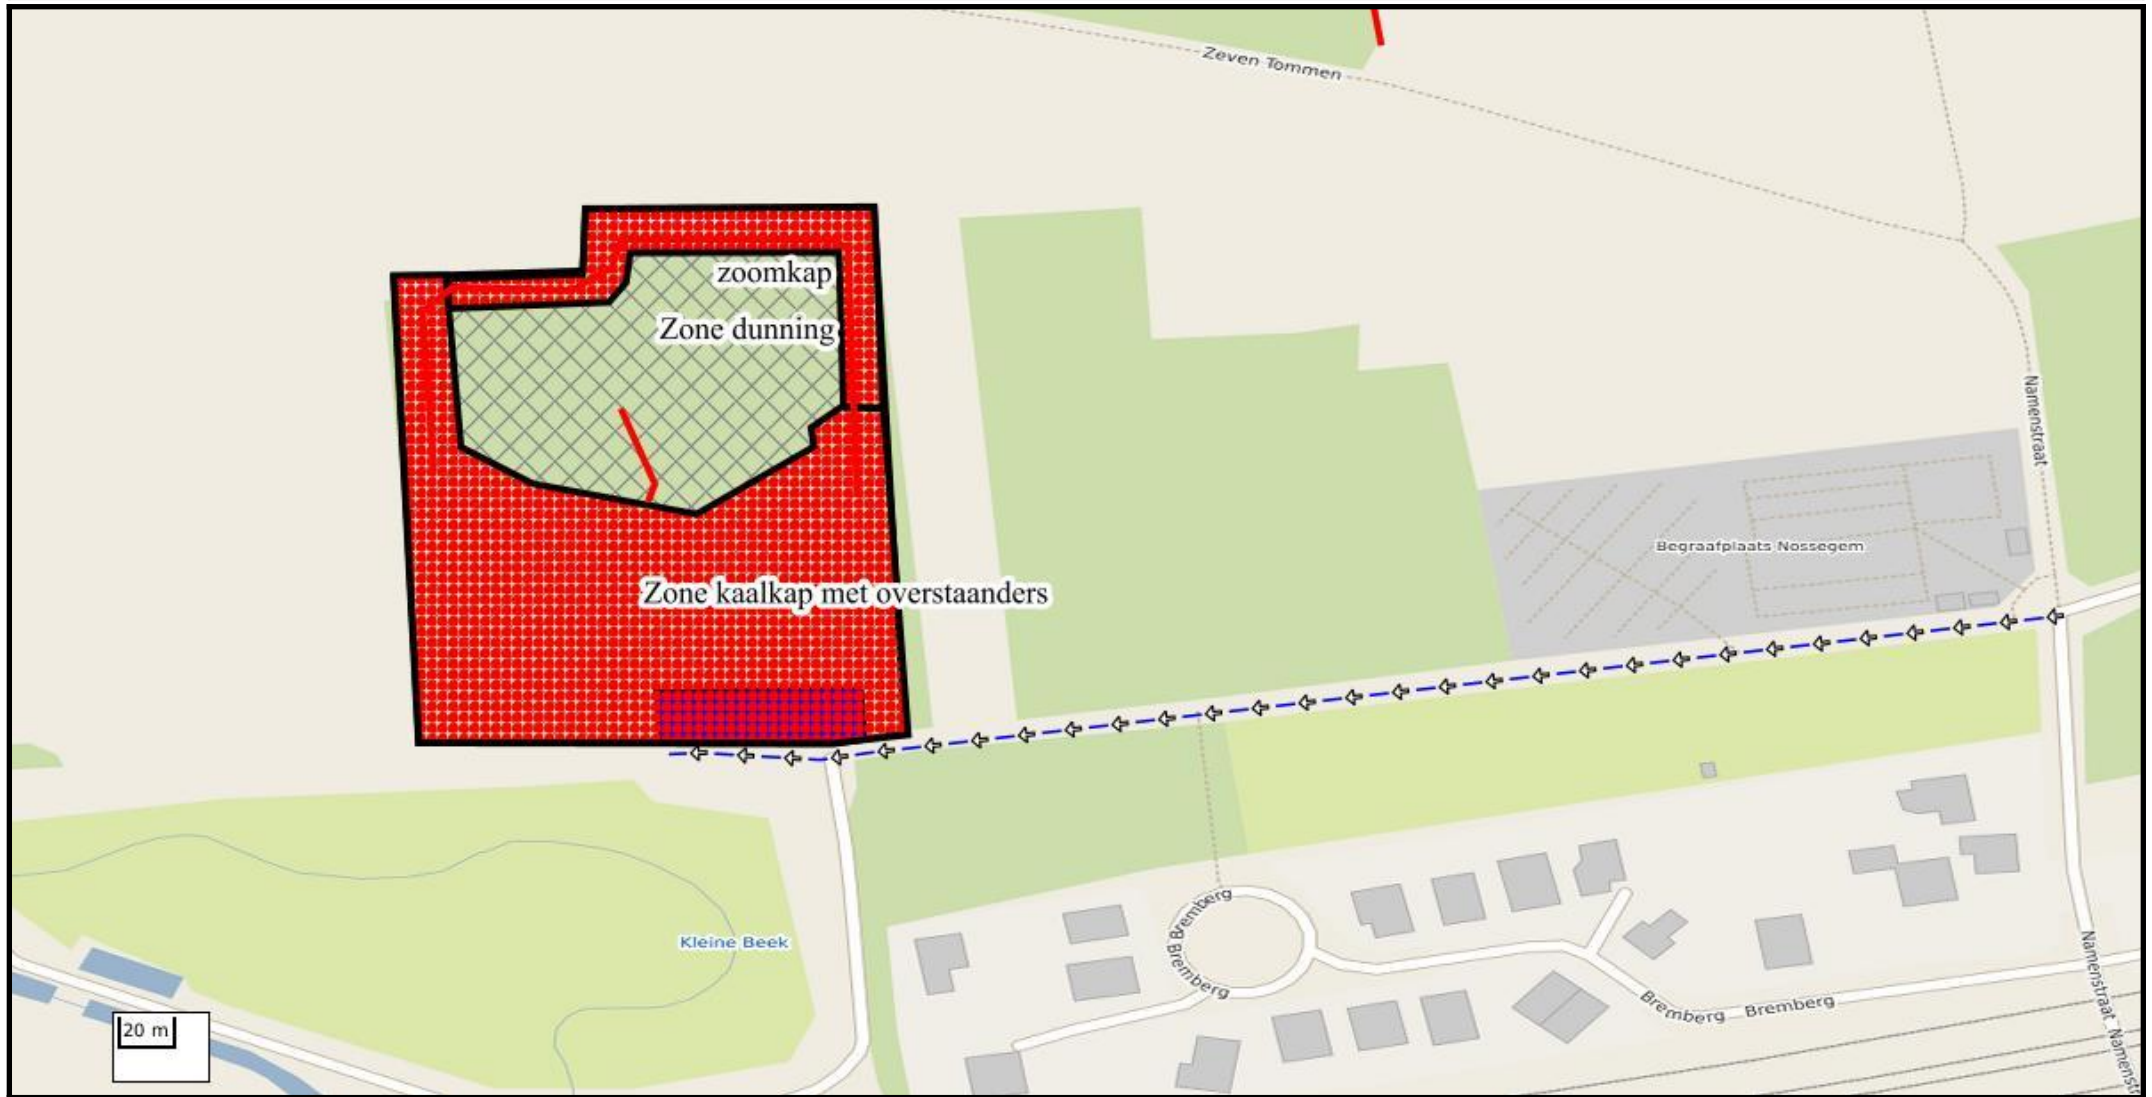 Zeven Tommen
zoomkap
Zone dunning
Namenstraat
Begraafplaats Nossegem
Zone kaalkap met overstaanders
Bremberg
Bremberg
Kleine Beek
Bremberg
Bremberg
Namenstraat
Namenstr
20 m